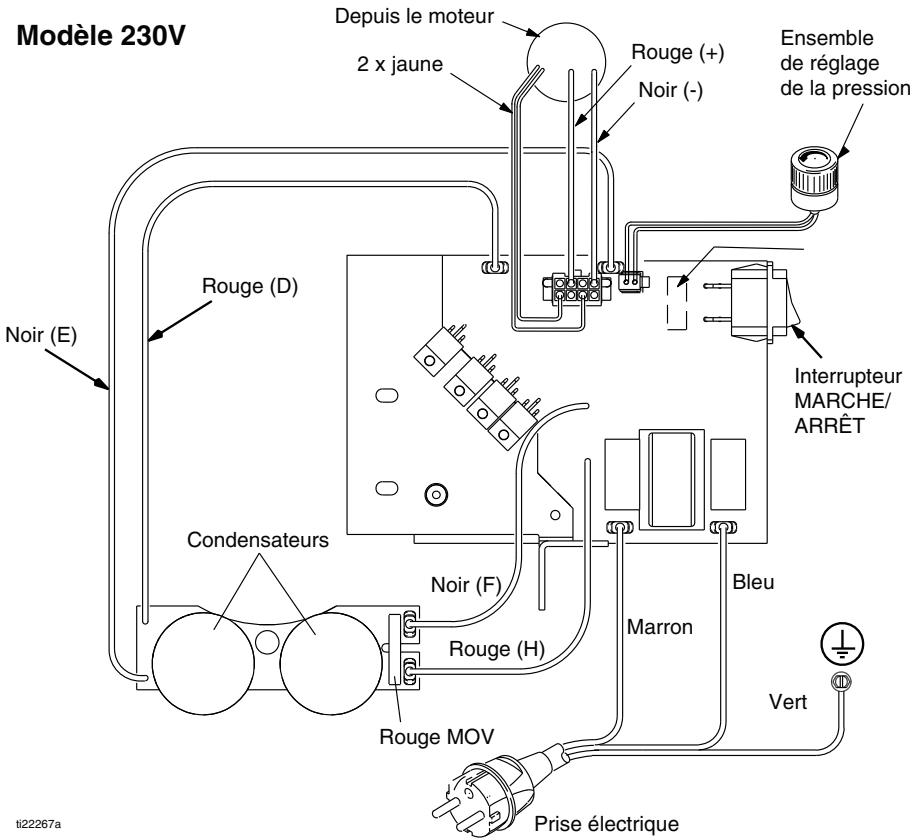 Modèle 230V
Depuis le moteur
2 x jaune
Rouge (+)
Noir (-)
Ensemble
de réglage
de la pression
Rouge (D)
Noir (E)
Interrupteur
MARCHE/
ARRÊT
Condensateurs
Noir (F)
Bleu
Marron
Rouge (H)
Vert
Rouge MOV
Prise électrique
ti22267a